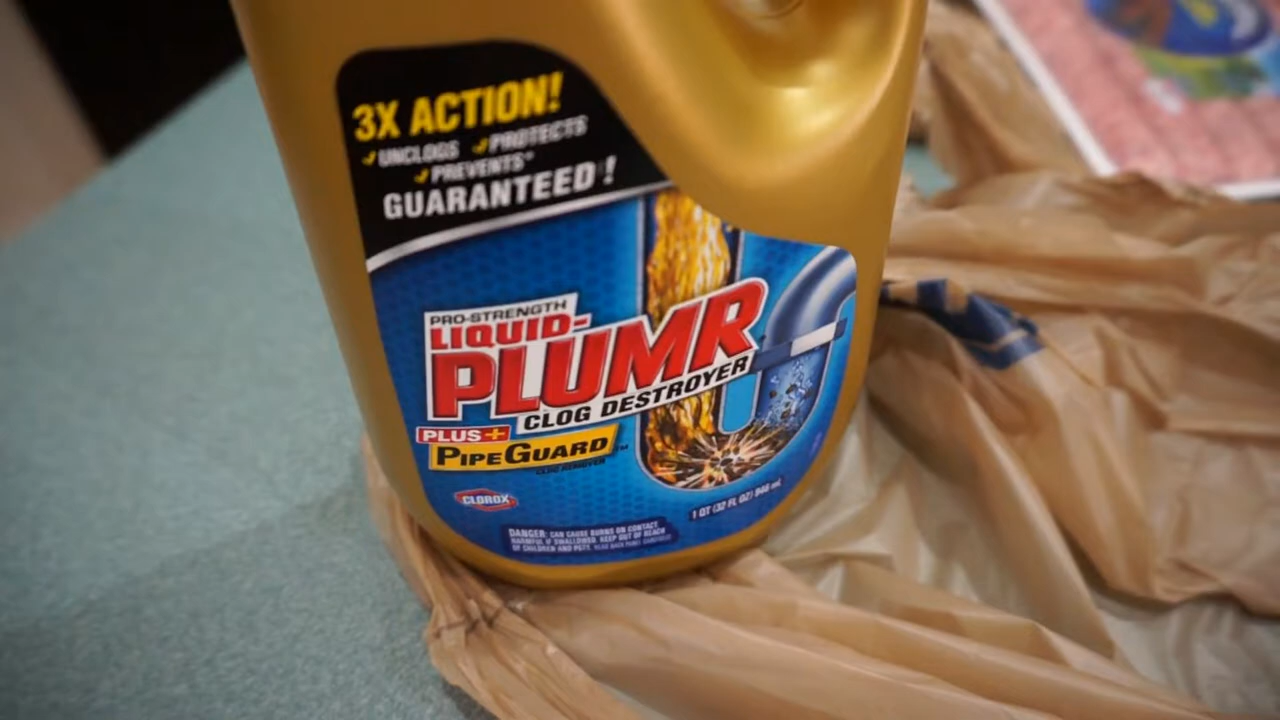 3X ACTION!
UNCLOGS PROTECTS
PREVENTS*
GUARANTEED!
PRO-STRENGTH
LIQUID-
PLUMR
CLOG DESTROYER
PLUS+
PIPEGUARD™
CLOROX
1 QT (32 FL OZ) 946 mL
DANGER: CAN CAUSE BURNS ON CONTACT.
HARMFUL IF SWALLOWED. KEEP OUT OF REACH
OF CHILDREN AND PETS.